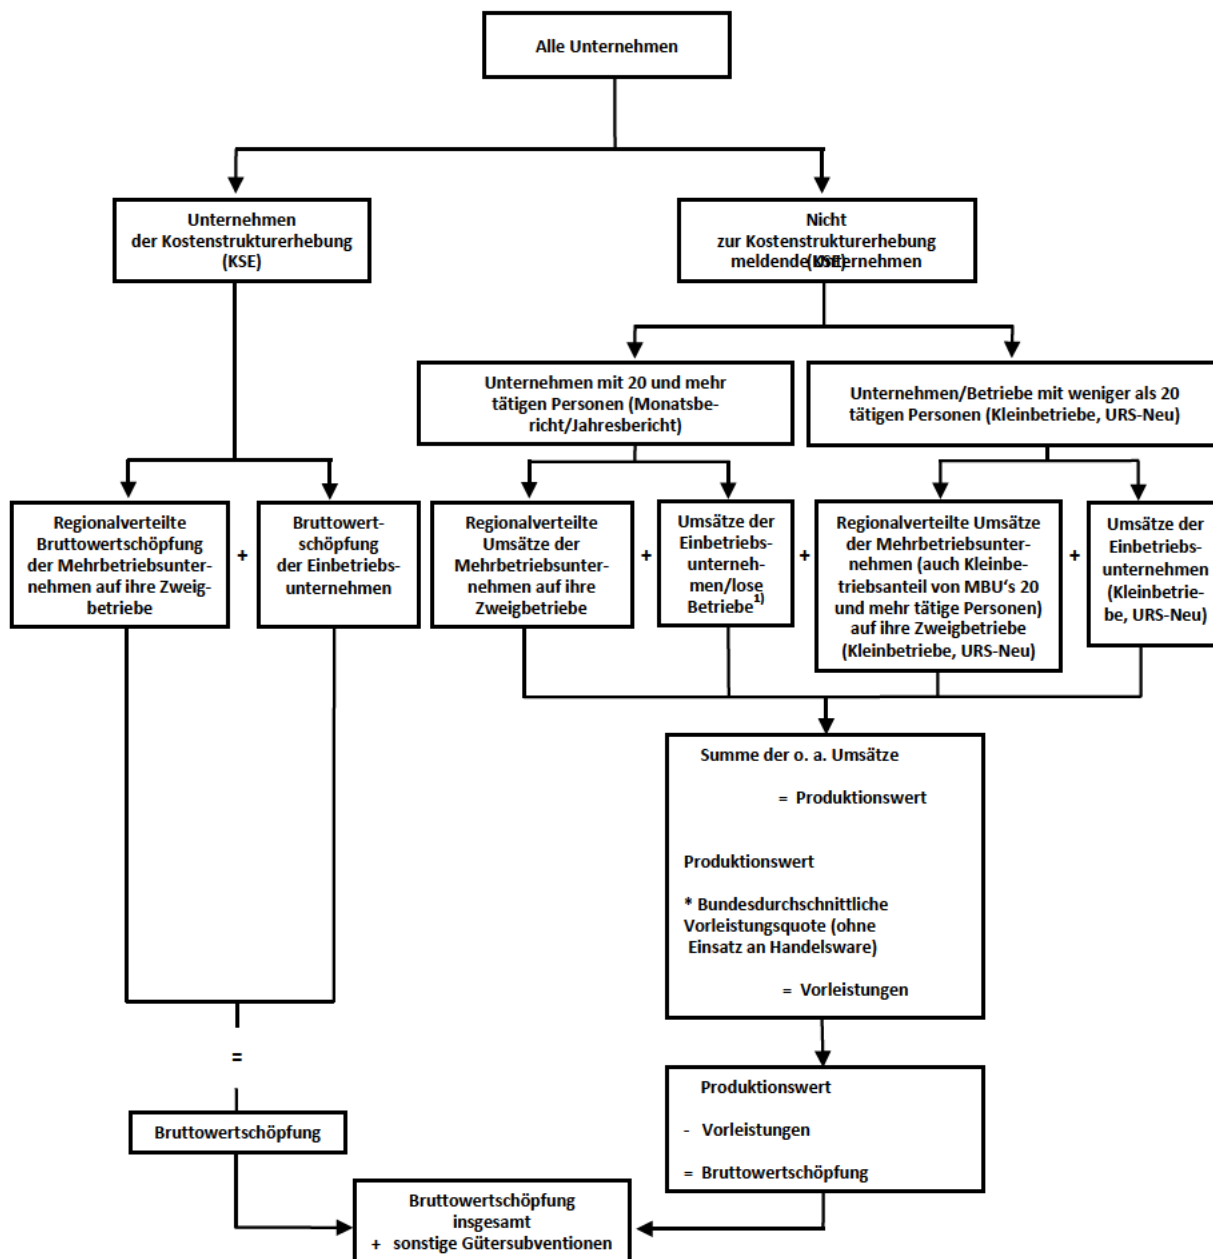 Alle Unternehmen
Unternehmen
der Kostenstrukturerhebung
(KSE)
Nicht
zur Kostenstrukturerhebung
(KSE)
meldende Unternehmen
Unternehmen mit 20 und mehr
tätigen Personen (Monatsbe-
richt/Jahresbericht)
Unternehmen/Betriebe mit weniger als 20
tätigen Personen (Kleinbetriebe, URS-Neu)
Regionalverteilte
Bruttowertschöpfung
der Mehrbetriebsunter-
nehmen auf ihre Zweig-
betriebe
+
Bruttowert-
schöpfung
der Einbetriebs-
unternehmen
Regionalverteilte
Umsätze der
Mehrbetriebsunter-
nehmen auf ihre
Zweigbetriebe
+
Umsätze der
Einbetriebs-
unterneh-
men/lose
Betriebe1)
+
Regionalverteilte Umsätze
der Mehrbetriebsunter-
nehmen (auch Kleinbe-
triebsanteil von MBU‘s 20
und mehr tätige Personen)
auf ihre Zweigbetriebe
(Kleinbetriebe, URS-Neu)
+
Umsätze der
Einbetriebs-
unternehmen
(Kleinbetrie-
be, URS-Neu)
Summe der o. a. Umsätze
= Produktionswert
Produktionswert
* Bundesdurchschnittliche
Vorleistungsquote (ohne
Einsatz an Handelsware)
= Vorleistungen
=
Bruttowertschöpfung
Produktionswert
- Vorleistungen
= Bruttowertschöpfung
Bruttowertschöpfung
insgesamt
+ sonstige Gütersubventionen